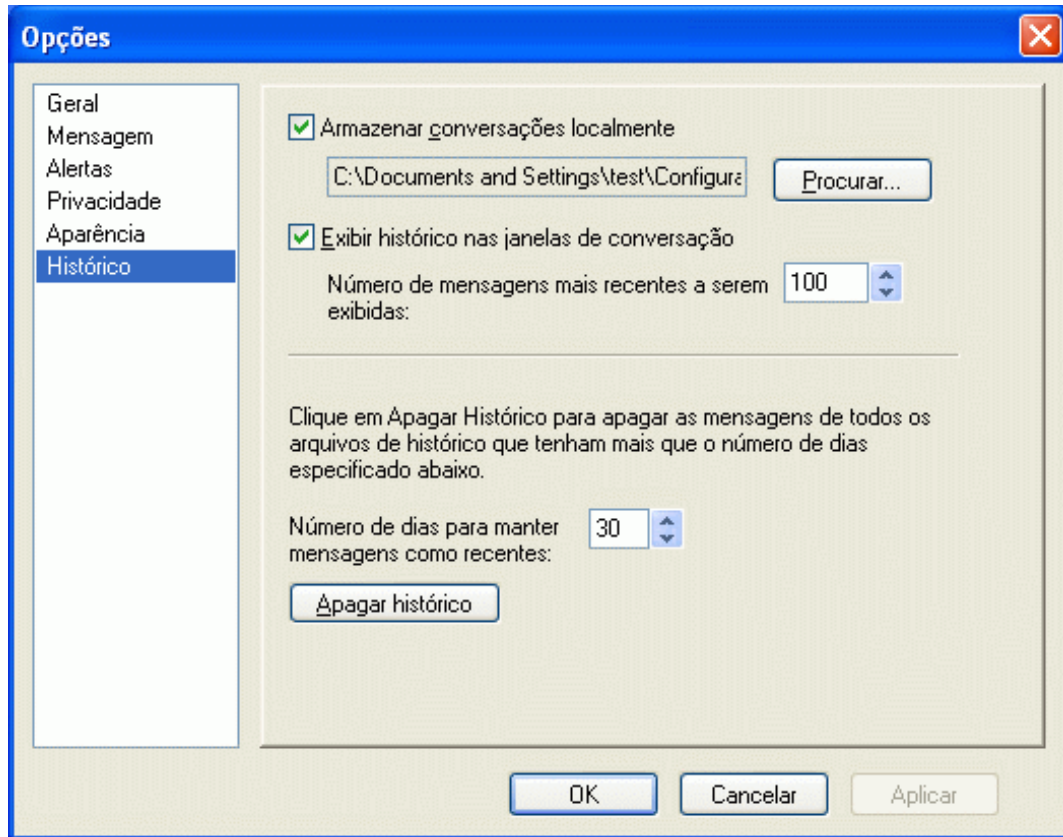 Opções
Geral
Mensagem
Alertas
Privacidade
Aparência
Histórico
Armazenar conversações localmente
C:\Documents and Settings\test\Configura
Procurar...
Exibir histórico nas janelas de conversação
Número de mensagens mais recentes a serem
exibidas:
100
Clique em Apagar Histórico para apagar as mensagens de todos os
arquivos de histórico que tenham mais que o número de dias
especificado abaixo.
Número de dias para manter
mensagens como recentes:
30
Apagar histórico
OK
Cancelar
Aplicar